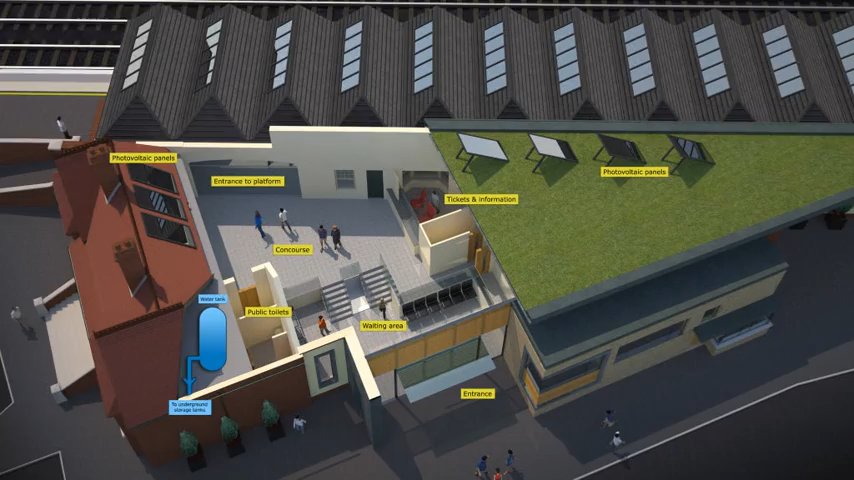 Photovoltaic panels
Entrance to platform
Photovoltaic panels
Tickets & information
Concourse
Water tank
Public toilets
Waiting area
Entrance
To underground
storage tanks